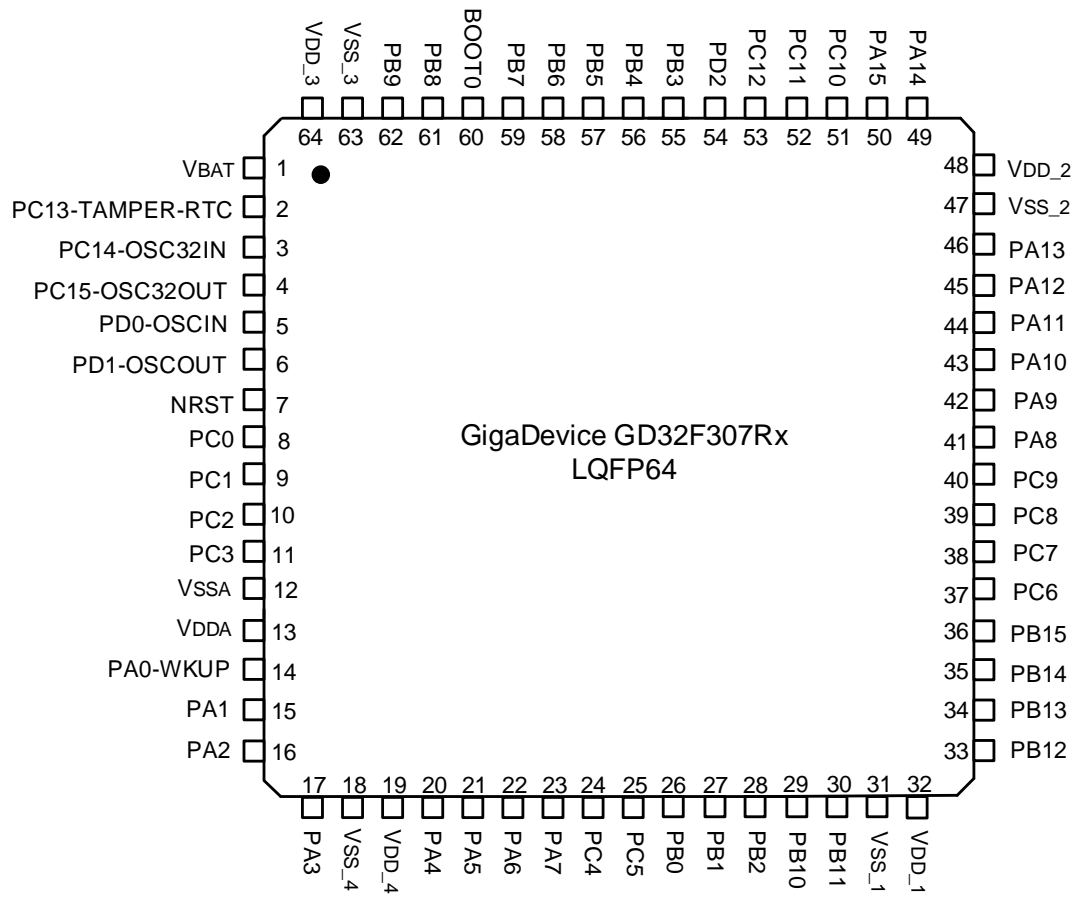 VDD_3
VSS_3
PB9
PB8
BOOT0
PB7
PB6
PB5
PB4
PB3
PD2
PC12
PC11
PC10
PA15
PA14
64 63 62 61 60 59 58 57 56 55 54 53 52 51 50 49
VBAT 1
PC13-TAMPER-RTC 2
PC14-OSC32IN 3
PC15-OSC32OUT 4
PD0-OSCIN 5
PD1-OSCOUT 6
NRST 7
PC0 8
PC1 9
PC2 10
PC3 11
VSSA 12
VDDA 13
PA0-WKUP 14
PA1 15
PA2 16
GigaDevice GD32F307Rx
LQFP64
48 VDD_2
47 VSS_2
46 PA13
45 PA12
44 PA11
43 PA10
42 PA9
41 PA8
40 PC9
39 PC8
38 PC7
37 PC6
36 PB15
35 PB14
34 PB13
33 PB12
17 18 19 20 21 22 23 24 25 26 27 28 29 30 31 32
PA3
VSS_4
VDD_4
PA4
PA5
PA6
PA7
PC4
PC5
PB0
PB1
PB2
PB10
PB11
VSS_1
VDD_1